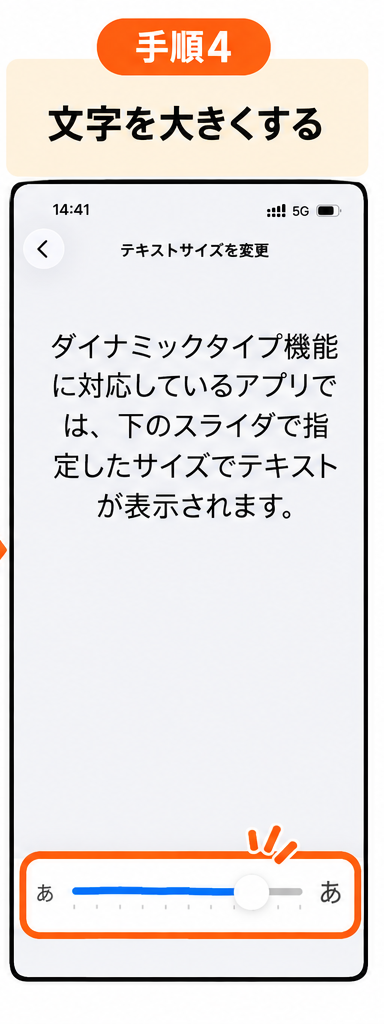 手順4
文字を大きくする
14:41
5G
テキストサイズを変更
ダイナミックタイプ機能
に対応しているアプリで
は、下のスライダで指
定したサイズでテキスト
が表示されます。
あ あ